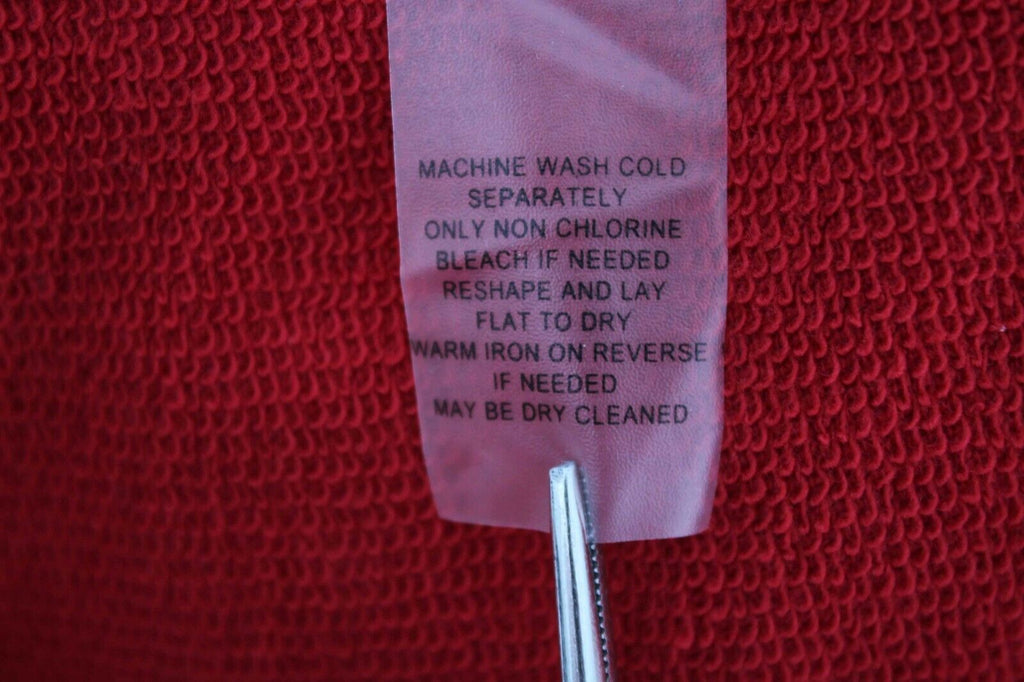 MACHINE WASH COLD
SEPARATELY
ONLY NON CHLORINE
BLEACH IF NEEDED
RESHAPE AND LAY
FLAT TO DRY
WARM IRON ON REVERSE
IF NEEDED
MAY BE DRY CLEANED